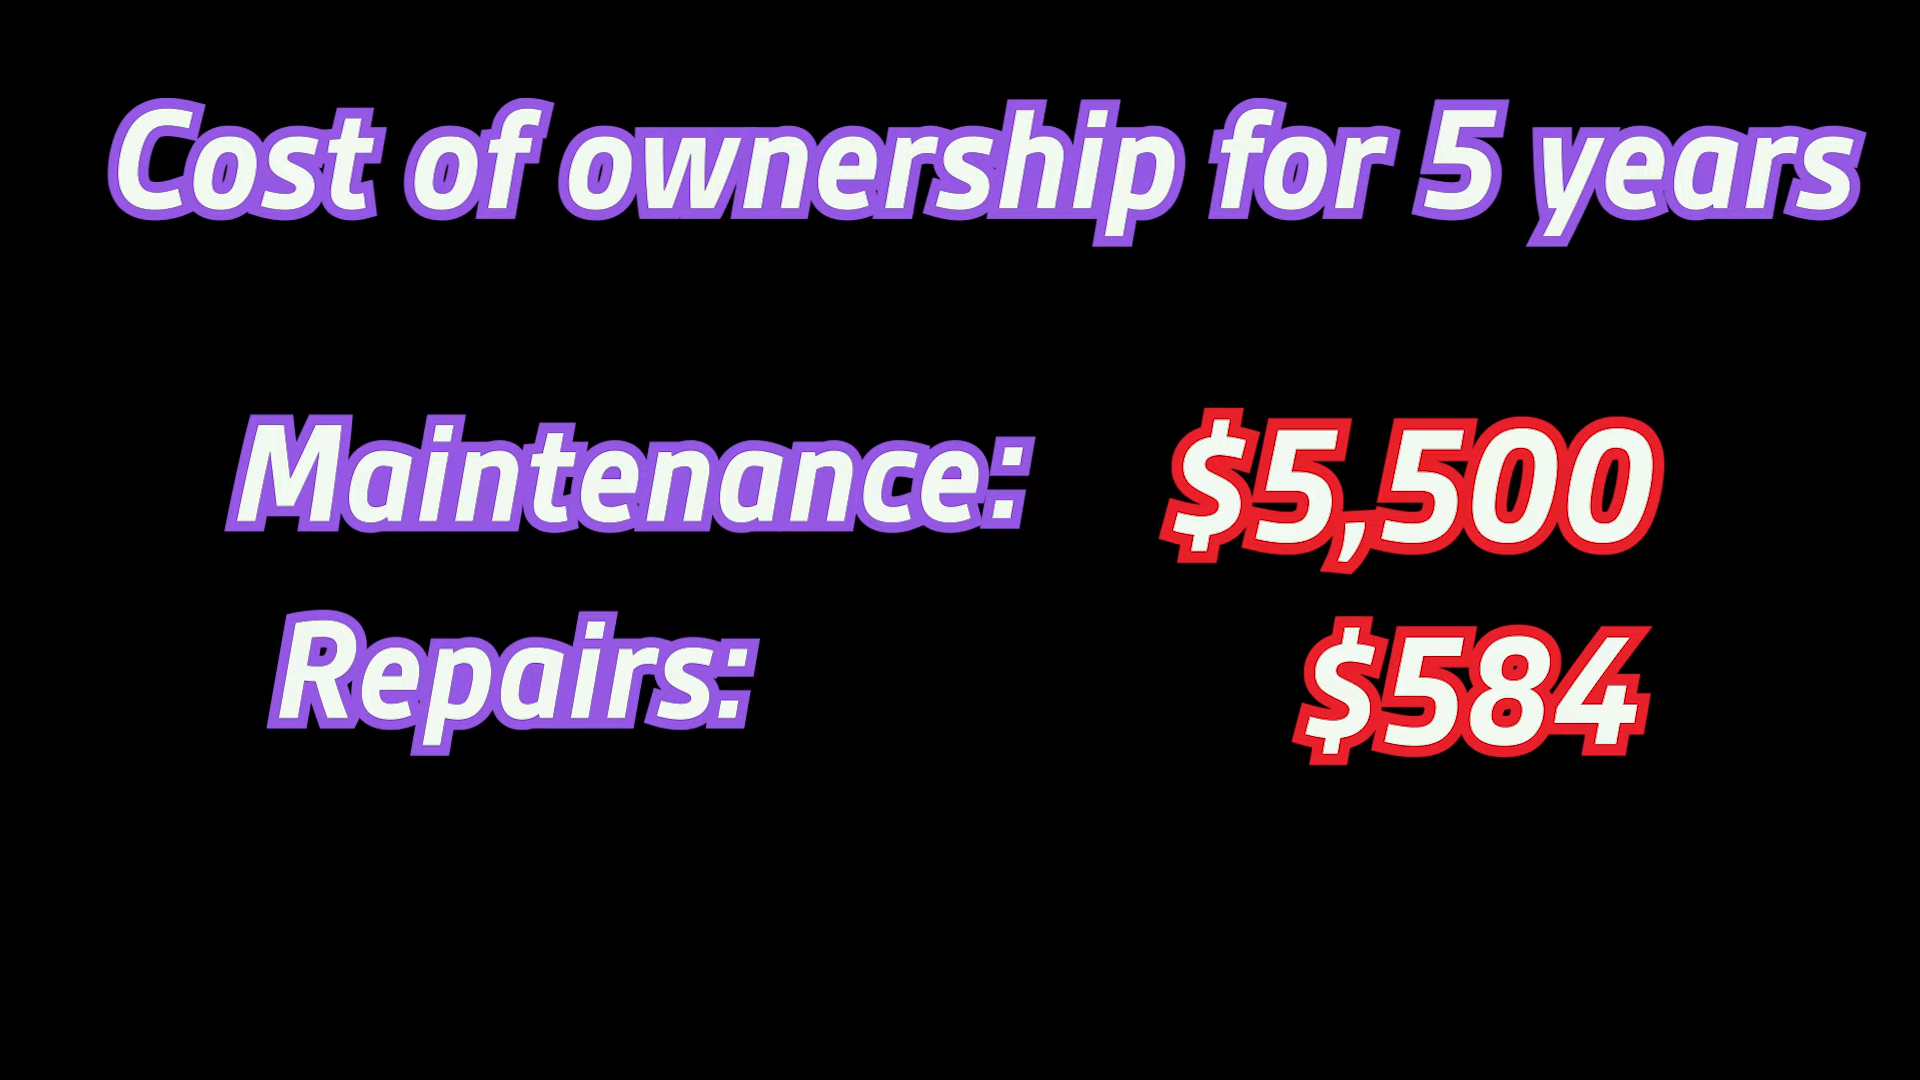 Cost of ownership for 5 years
Maintenance: $5,500
Repairs: $584